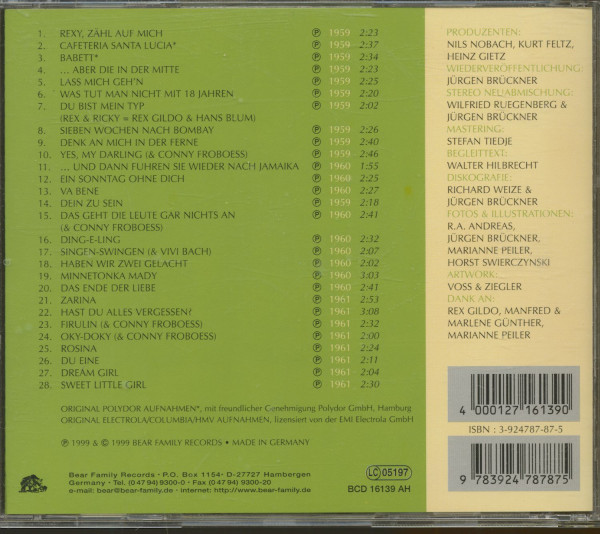 1. REXY, ZÄHL AUF MICH ℗ 1959 2:23
2. CAFETERIA SANTA LUCIA* ℗ 1959 2:37
3. BABETT* ℗ 1959 2:34
4. ... ABER DIE IN DER MITTE ℗ 1959 2:23
5. LASS MICH GEH'N ℗ 1959 2:25
6. WAS TUT MAN NICHT MIT 18 JAHREN ℗ 1959 2:20
7. DU BIST MEIN TYP ℗ 1959 2:02
(REX & RICKY = REX GILDO & HANS BLUM)
8. SIEBEN WOCHEN NACH BOMBAY ℗ 1959 2:26
9. DENK AN MICH IN DER FERNE ℗ 1959 2:40
10. YES, MY DARLING (& CONNY FROBOESS) ℗ 1959 2:46
11. ... UND DANN FUHREN SIE WIEDER NACH JAMAIKA ℗ 1960 1:55
12. EIN SONNTAG OHNE DICH ℗ 1960 2:25
13. VA BENE ℗ 1960 2:27
14. DEIN ZU SEIN ℗ 1959 2:18
15. DAS GEHT DIE LEUTE GAR NICHTS AN ℗ 1960 2:41
(& CONNY FROBOESS)
16. DING-E-LING ℗ 1960 2:32
17. SINGEN-SWINGEN (& VIVI BACH) ℗ 1960 2:07
18. HABEN WIR ZWEI GELACHT ℗ 1960 2:02
19. MINNETONKA MADY ℗ 1960 3:03
20. DAS ENDE DER LIEBE ℗ 1960 2:41
21. ZARINA ℗ 1961 2:53
22. HAST DU ALLES VERGESSEN? ℗ 1961 3:08
23. FIRULIN (& CONNY FROBOESS) ℗ 1961 2:32
24. OKY-DOKY (& CONNY FROBOESS) ℗ 1961 2:00
25. ROSINA ℗ 1961 2:24
26. DU EINE ℗ 1961 2:11
27. DREAM GIRL ℗ 1961 2:04
28. SWEET LITTLE GIRL ℗ 1961 2:30
ORIGINAL POLYDOR AUFNAHMEN*, mit freundlicher Genehmigung Polydor GmbH, Hamburg
ORIGINAL ELECTROLA/COLUMBIA/HMV AUFNAHMEN, lizensiert von der EMI Electrola GmbH
℗ 1999 & © 1999 BEAR FAMILY RECORDS • MADE IN GERMANY
Bear Family Records • P.O. Box 1154 • D-27727 Hambergen
Germany • Tel. (0 47 94) 9300-0 • Fax (0 47 94) 9300-20
e-mail: bear@bear-family.de • internet: http://www.bear-family.de
LC 05197
BCD 16139 AH
PRODUZENTEN:
NILS NOBACH, KURT FELTZ,
HEINZ GIETZ
WIEDERVERÖFFENTLICHUNG:
JÜRGEN BRÜCKNER
STEREO NEUABMISCHUNG:
WILFRIED RUEGENBERG &
JÜRGEN BRÜCKNER
MASTERING:
STEFAN TIEDJE
BEGLEITTEXT:
WALTER HILBRECHT
DISKOGRAFIE:
RICHARD WEIZE &
JÜRGEN BRÜCKNER
FOTOS & ILLUSTRATIONEN:
R.A. ANDREAS,
JÜRGEN BRÜCKNER,
MARIANNE PEILER,
HORST SWIERCZYNSKI
ARTWORK:
VOSS & ZIEGLER
DANK AN:
REX GILDO, MANFRED &
MARLENE GÜNTHER,
MARIANNE PEILER
4 000127 161390
ISBN : 3-924787-87-5
9 783924 787875